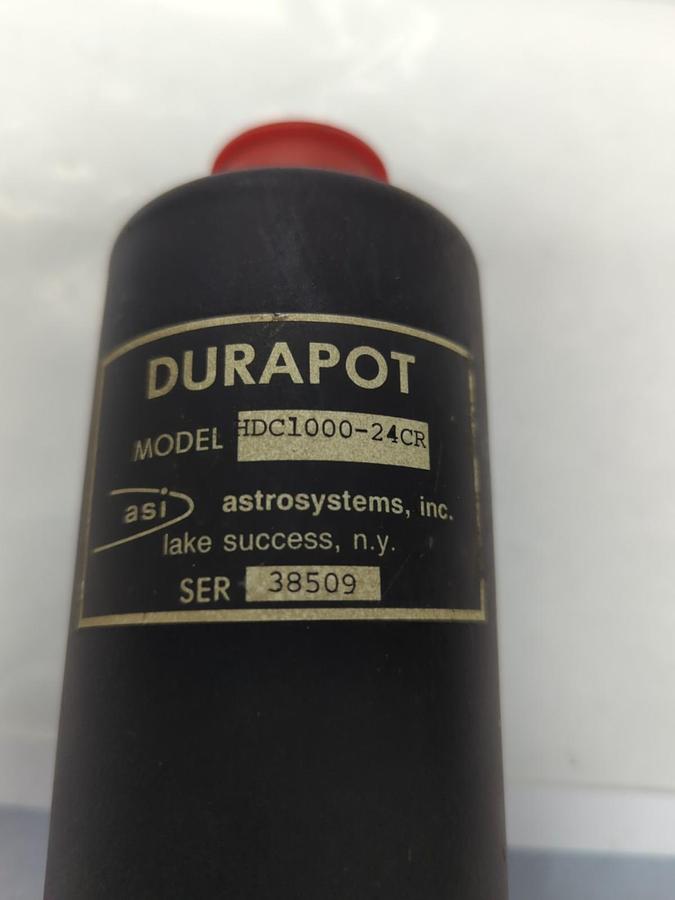 DURAPOT
MODEL HDC1000-24CR
asi astrosystems, inc.
lake success, n.y.
SER 38509